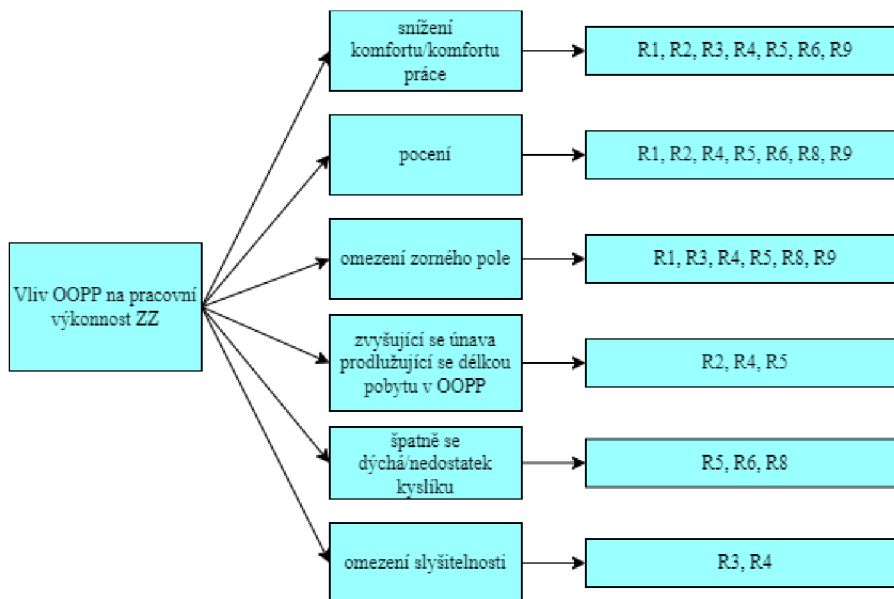 Vliv OOPP na pracovní
výkonnost ZZ
snížení
komfortu/komfortu
práce
R1, R2, R3, R4, R5, R6, R9
pocení
R1, R2, R4, R5, R6, R8, R9
omezení zorného pole
R1, R3, R4, R5, R8, R9
zvyšující se únava
prodlužující se délkou
pobytu v OOPP
R2, R4, R5
špatně se
dýchá/nedostatek
kyslíku
R5, R6, R8
omezení slyšitelnosti
R3, R4